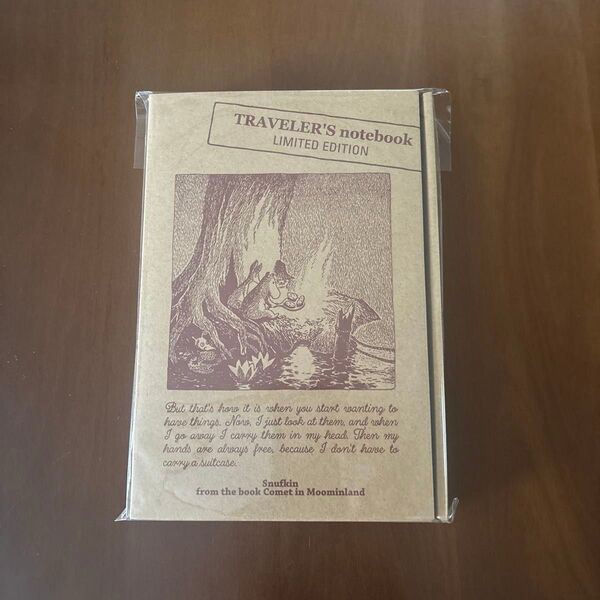 TRAVELER'S notebook
LIMITED EDITION
But that's how it is when you start wanting to
have things. Now, I just look at them, and when
I go away I carry them in my head. Then my
hands are always free, because I don't have to
carry a suitcase.
Snufkin
from the book Comet in Moominland